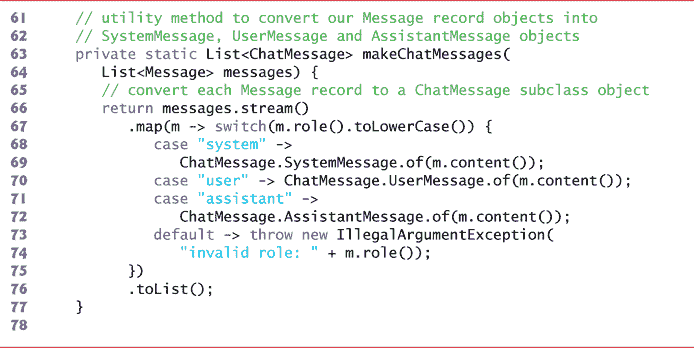 61 // utility method to convert our Message record objects into
62 // SystemMessage, UserMessage and AssistantMessage objects
63 private static List<ChatMessage> makeChatMessages(
64 List<Message> messages) {
65 // convert each Message record to a ChatMessage subclass object
66 return messages.stream()
67 .map(m -> switch(m.role().toLowerCase()) {
68 case "system" ->
69 ChatMessage.SystemMessage.of(m.content());
70 case "user" -> ChatMessage.UserMessage.of(m.content());
71 case "assistant" ->
72 ChatMessage.AssistantMessage.of(m.content());
73 default -> throw new IllegalArgumentException(
74 "invalid role: " + m.role());
75 })
76 .toList();
77 }
78